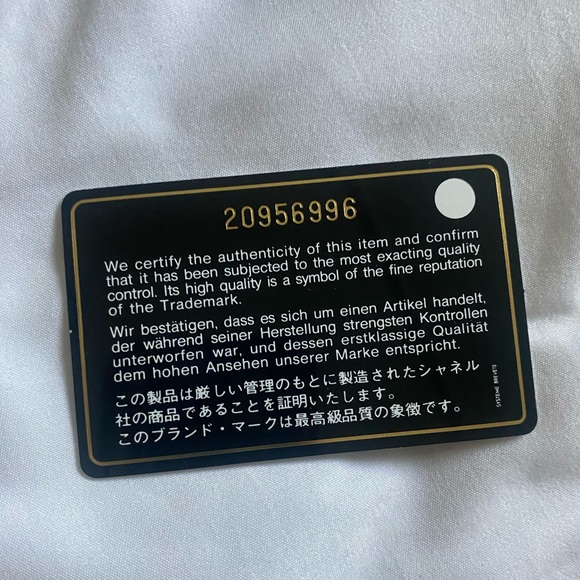 20956996
We certify the authenticity of this item and confirm
that it has been subjected to the most exacting quality
control. Its high quality is a symbol of the fine reputation
of the Trademark.
Wir bestätigen, dass es sich um einen Artikel handelt,
der während seiner Herstellung strengsten Kontrollen
unterworfen war, und dessen erstklassige Qualität
dem hohen Ansehen unserer Marke entspricht.
この製品は厳しい管理のもとに製造されたシャネル
社の商品であることを証明いたします。
このブランド・マークは最高級品質の象徴です。
SYSTEME BREVETE